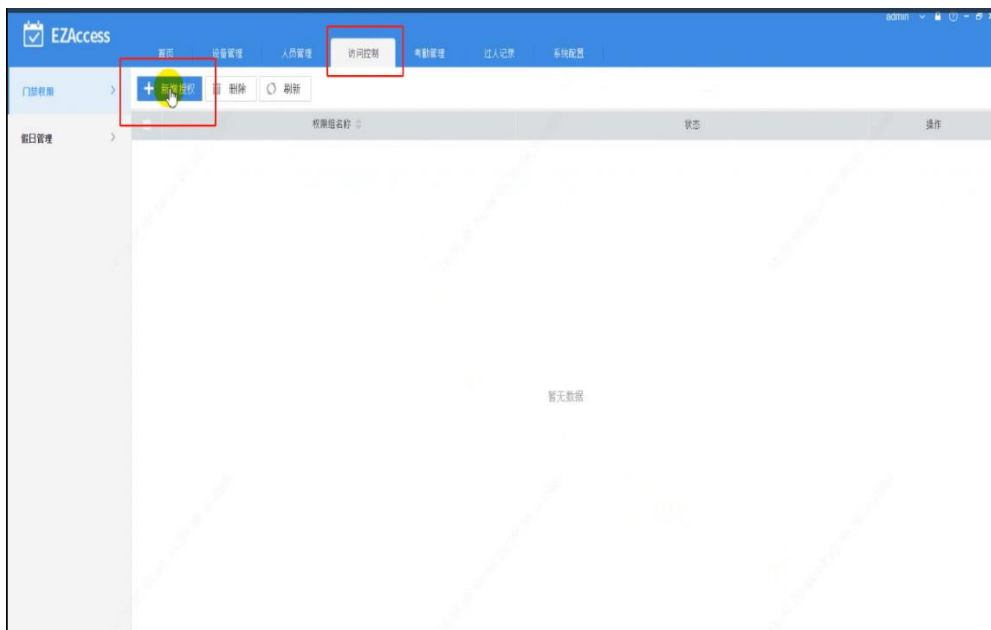 admin
EZAccess
首页 设备管理 人员管理 访问控制 考勤管理 过人记录 系统配置
门禁权限
新增授权 删除 刷新
权限组名称 状态 操作
假日管理
暂无数据